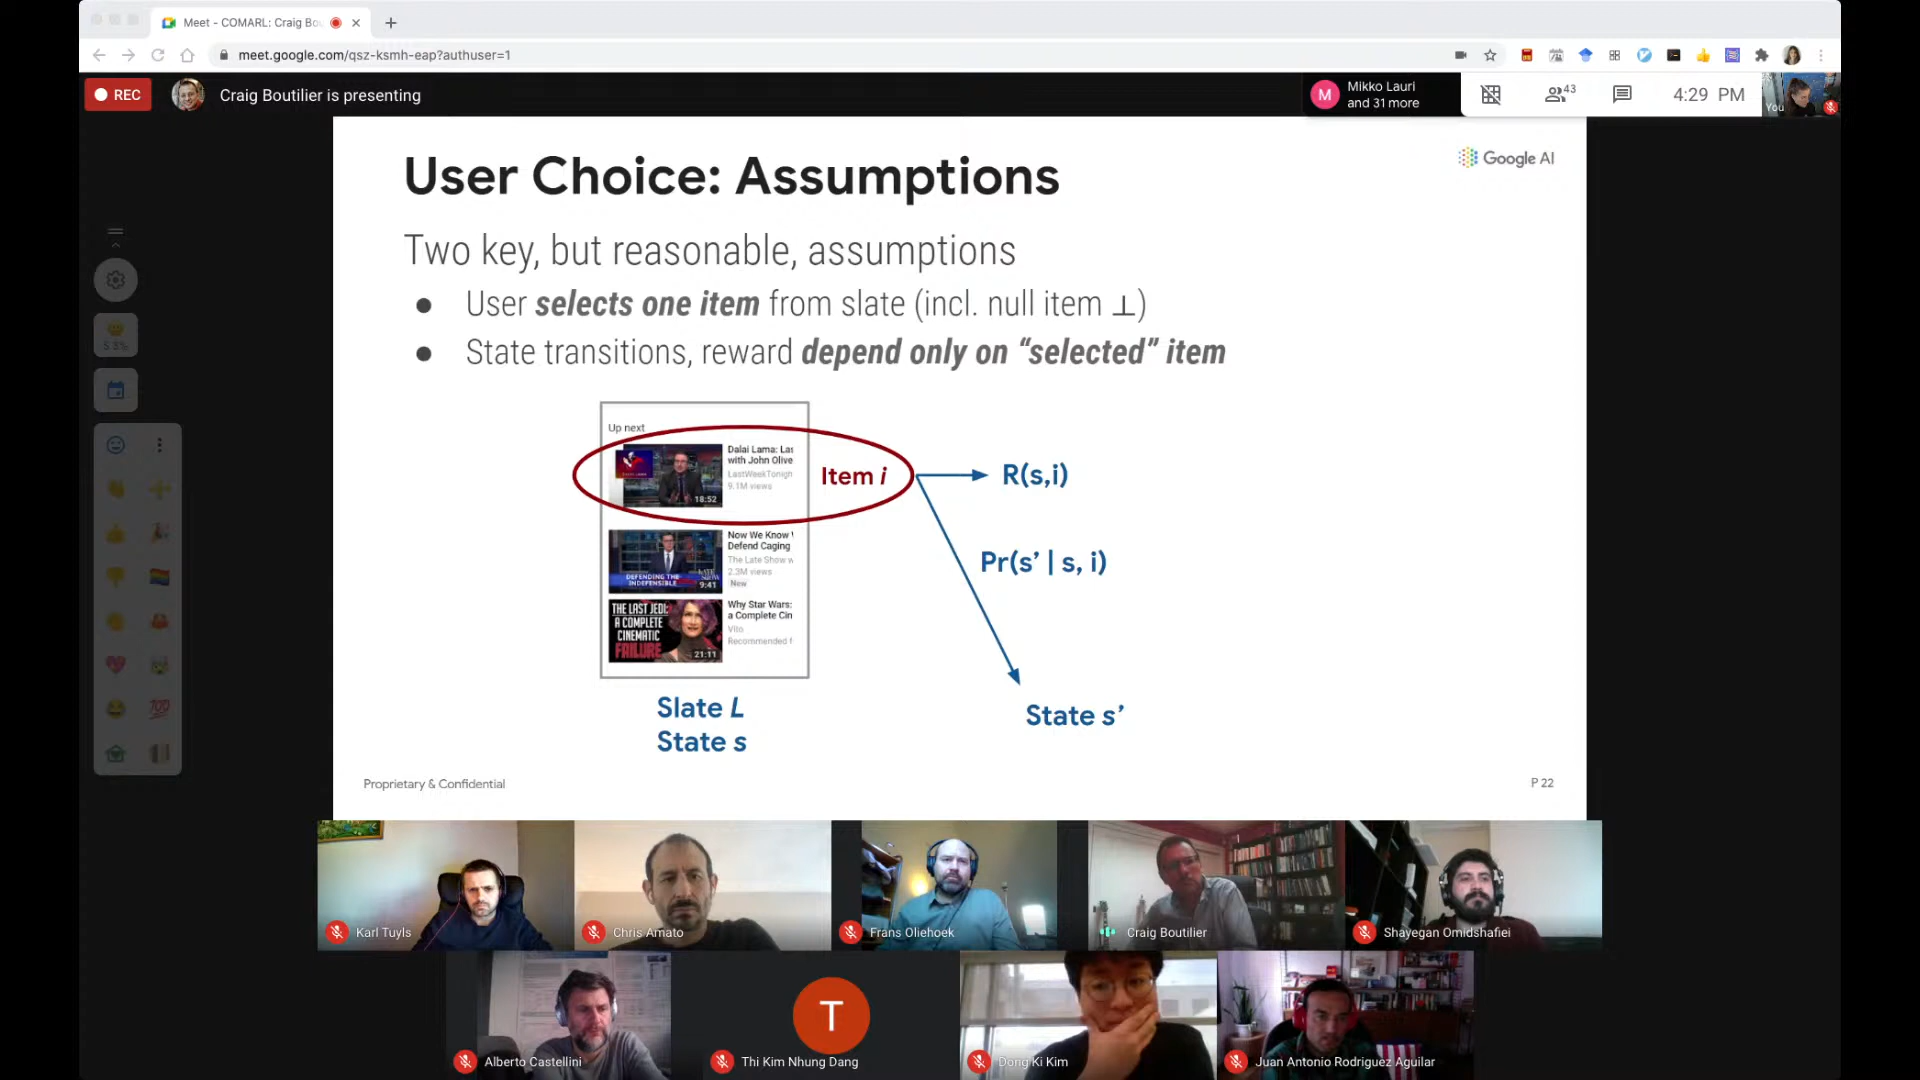 Meet - COMARL: Craig Bou
meet.google.com/qsz-ksmh-eap?authuser=1
REC
Craig Boutilier is presenting
Mikko Lauri
and 31 more
M
43
4:29 PM
You
User Choice: Assumptions
Google AI
Two key, but reasonable, assumptions
● User selects one item from slate (incl. null item ⊥)
● State transitions, reward depend only on “selected” item
Up next
Dalai Lama: Las
with John Olive
LastWeekTonigh
9.1M views
18:52
Item i
R(s,i)
Now We Know
Defend Caging
The Late Show w
2.3M views
New
DEFENDING THE
INDEFENSIBLE
9:41
Pr(s’ | s, i)
THE LAST JEDI:
A COMPLETE
CINEMATIC
FAILURE
21:11
Why Star Wars:
a Complete Cin
Vito
Recommended f
Slate L
State s
State s’
Proprietary & Confidential
P 22
Karl Tuyls
Chris Amato
Frans Oliehoek
Craig Boutilier
Shayegan Omidshafiei
Alberto Castellini
T
Thi Kim Nhung Dang
Dong Ki Kim
Juan Antonio Rodriguez Aguilar